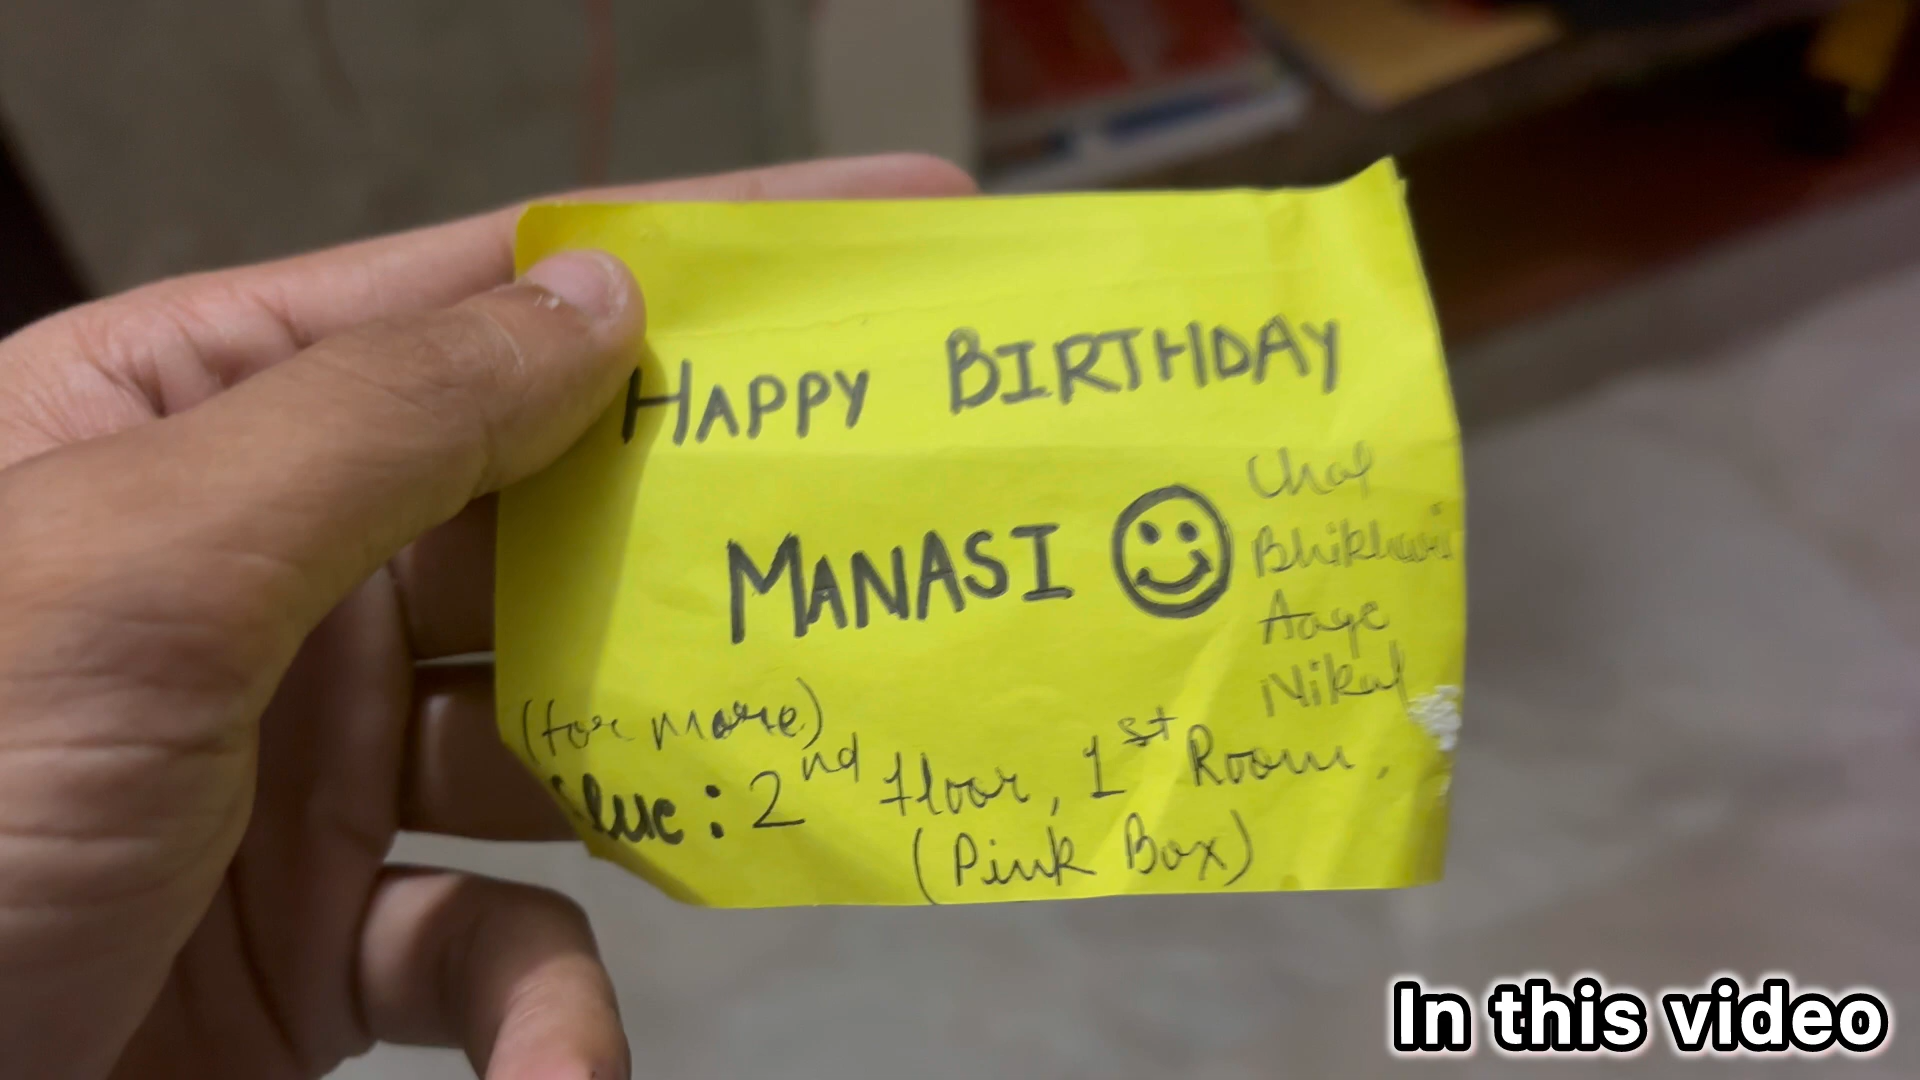 HAPPY BIRTHDAY
MANASI
Chal
Bhikhari
Aage
Nikal
(for more)
Clue: 2nd floor, 1st Room,
(Pink Box)
In this video